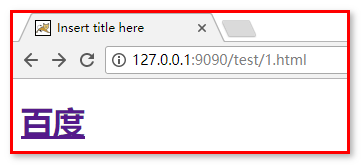 Insert title here
127.0.0.1:9090/test/1.html
百度